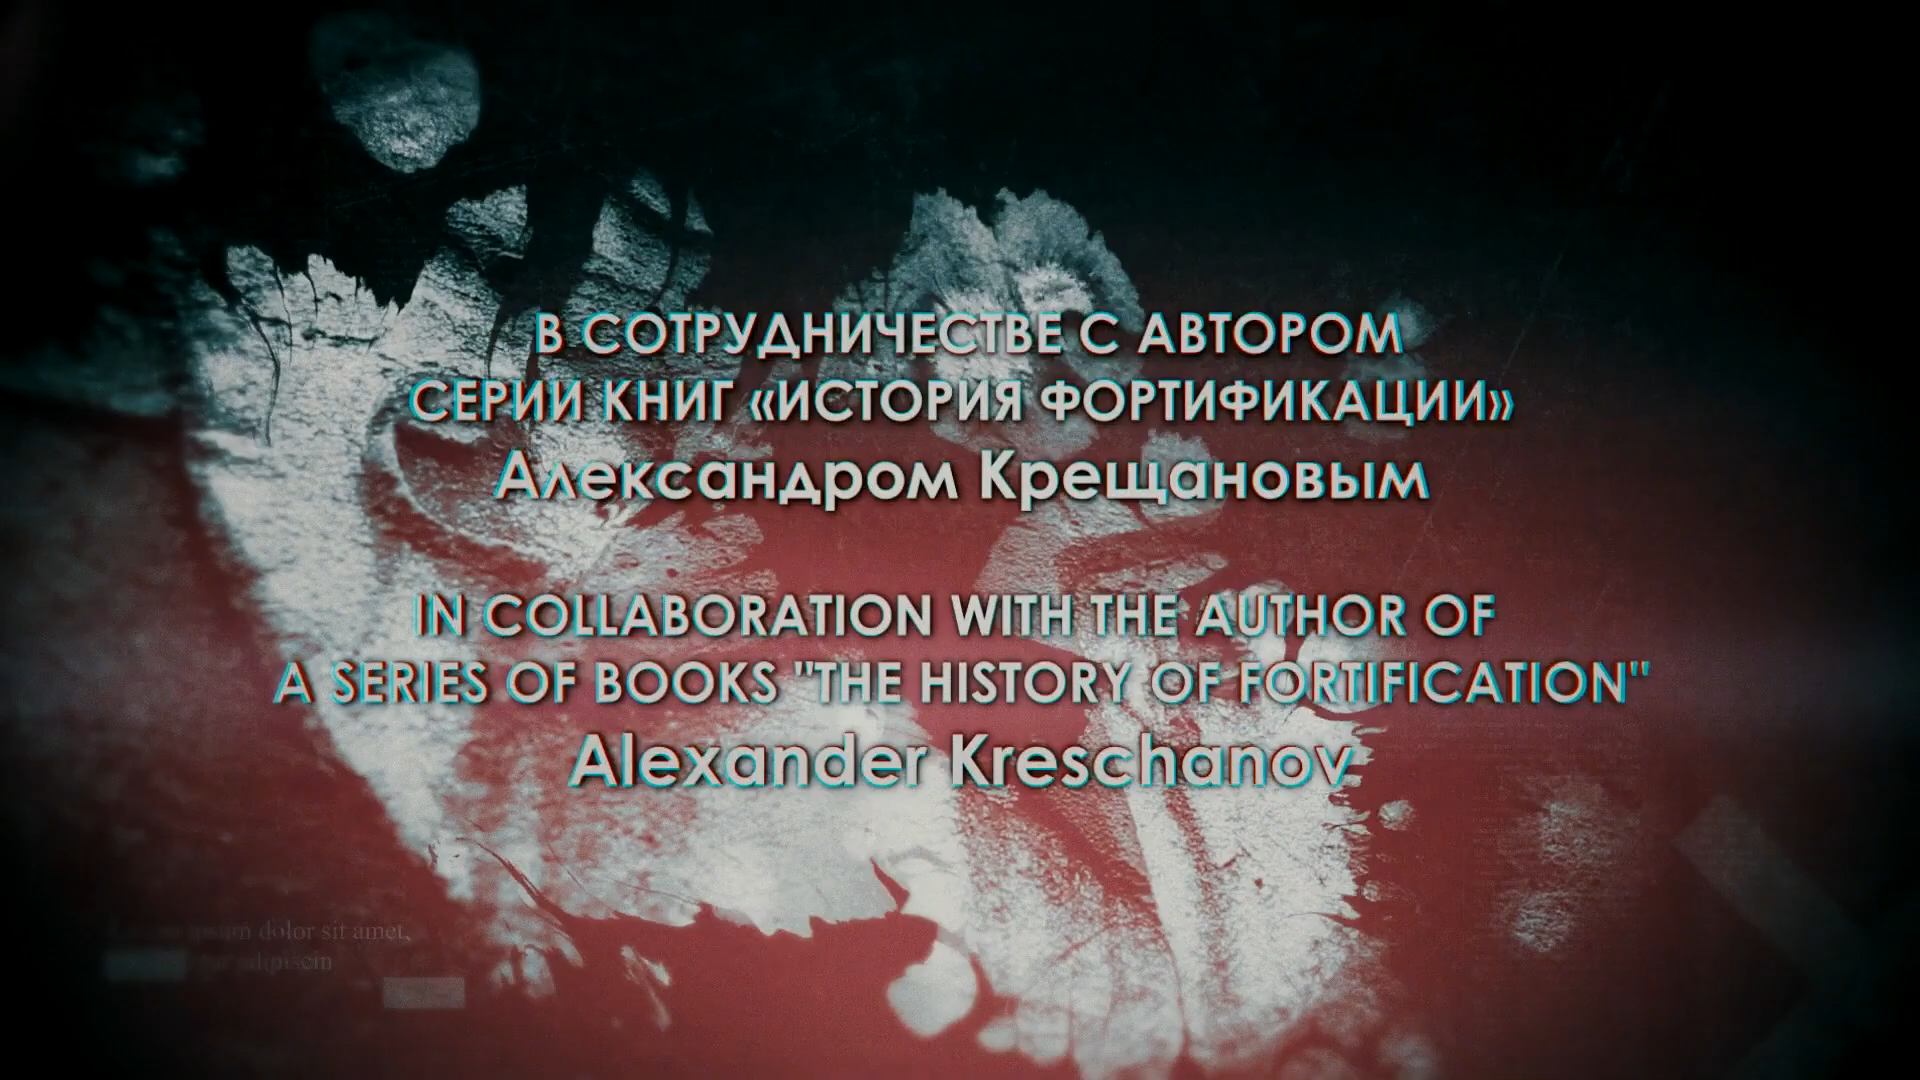 В СОТРУДНИЧЕСТВЕ С АВТОРОМ
СЕРИИ КНИГ «ИСТОРИЯ ФОРТИФИКАЦИИ»
Александром Крещановым
IN COLLABORATION WITH THE AUTHOR OF
A SERIES OF BOOKS "THE HISTORY OF FORTIFICATION"
Alexander Kreschanov
dolor sit amet,
adipiscin